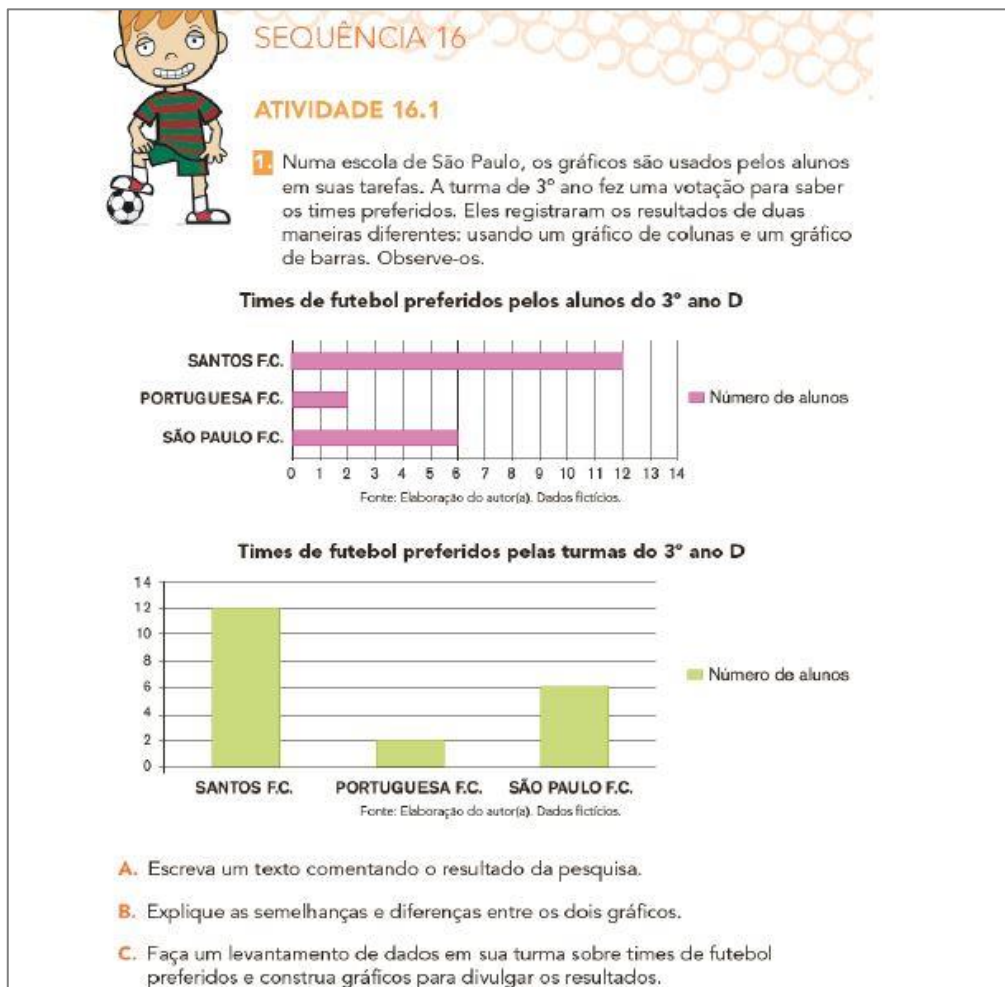 SEQUÊNCIA 16
ATIVIDADE 16.1
1. Numa escola de São Paulo, os gráficos são usados pelos alunos
em suas tarefas. A turma de 3º ano fez uma votação para saber
os times preferidos. Eles registraram os resultados de duas
maneiras diferentes: usando um gráfico de colunas e um gráfico
de barras. Observe-os.
Times de futebol preferidos pelos alunos do 3º ano D
SANTOS F.C.
PORTUGUESA F.C.
SÃO PAULO F.C.
Número de alunos
0 1 2 3 4 5 6 7 8 9 10 11 12 13 14
Fonte: Elaboração do autor(a). Dados fictícios.
Times de futebol preferidos pelas turmas do 3º ano D
14
12
10
8
6
4
2
0
Número de alunos
SANTOS F.C. PORTUGUESA F.C. SÃO PAULO F.C.
Fonte: Elaboração do autor(a). Dados fictícios.
A. Escreva um texto comentando o resultado da pesquisa.
B. Explique as semelhanças e diferenças entre os dois gráficos.
C. Faça um levantamento de dados em sua turma sobre times de futebol
preferidos e construa gráficos para divulgar os resultados.